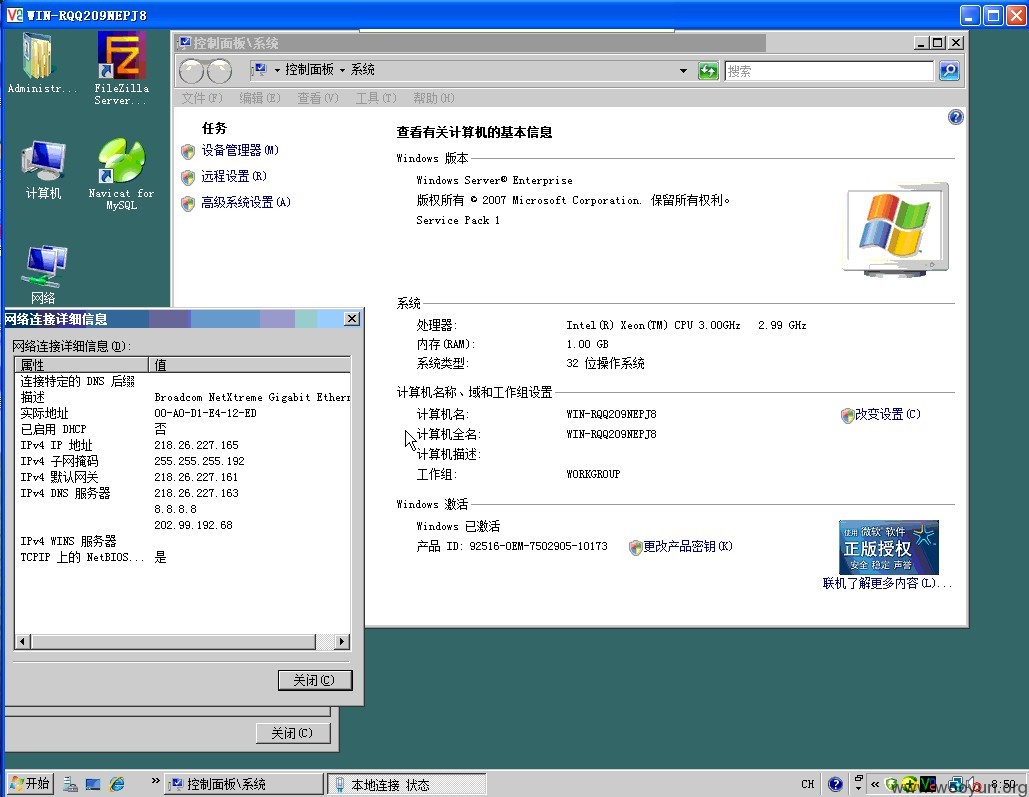 WIN-RQQ209NEPJ8
Administr...
FileZilla
Server...
计算机
Navicat for
MySQL
网络
控制面板\系统
控制面板 系统
搜索
文件(F) 编辑(E) 查看(V) 工具(T) 帮助(H)
任务
设备管理器(M)
远程设置(R)
高级系统设置(A)
查看有关计算机的基本信息
Windows 版本
Windows Server® Enterprise
版权所有 © 2007 Microsoft Corporation. 保留所有权利。
Service Pack 1
系统
处理器: Intel(R) Xeon(TM) CPU 3.00GHz 2.99 GHz
内存(RAM): 1.00 GB
系统类型: 32 位操作系统
计算机名称、域和工作组设置
计算机名: WIN-RQQ209NEPJ8 改变设置(C)
计算机全名: WIN-RQQ209NEPJ8
计算机描述:
工作组: WORKGROUP
Windows 激活
Windows 已激活
产品 ID: 92516-OEM-7502905-10173 更改产品密钥(K)
使用 微软 软件
正版授权
安全 稳定 声誉
联机了解更多内容(L)...
网络连接详细信息
网络连接详细信息(D):
属性 值
连接特定的 DNS 后缀
描述 Broadcom NetXtreme Gigabit Ethern
实际地址 00-A0-D1-E4-12-ED
已启用 DHCP 否
IPv4 IP 地址 218.26.227.165
IPv4 子网掩码 255.255.255.192
IPv4 默认网关 218.26.227.161
IPv4 DNS 服务器 218.26.227.163
8.8.8.8
202.99.192.68
IPv4 WINS 服务器
TCPIP 上的 NetBIOS... 是
关闭(C)
关闭(C)
开始 控制面板\系统 本地连接 状态 CH 8:50
www.wooyun.org